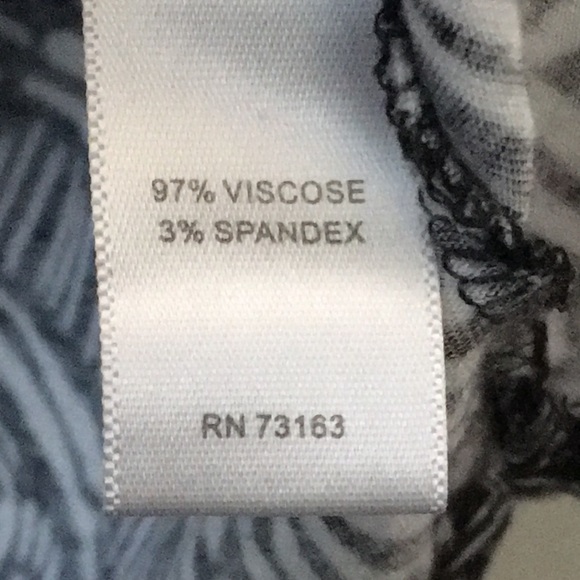 97% VISCOSE
3% SPANDEX
RN 73163